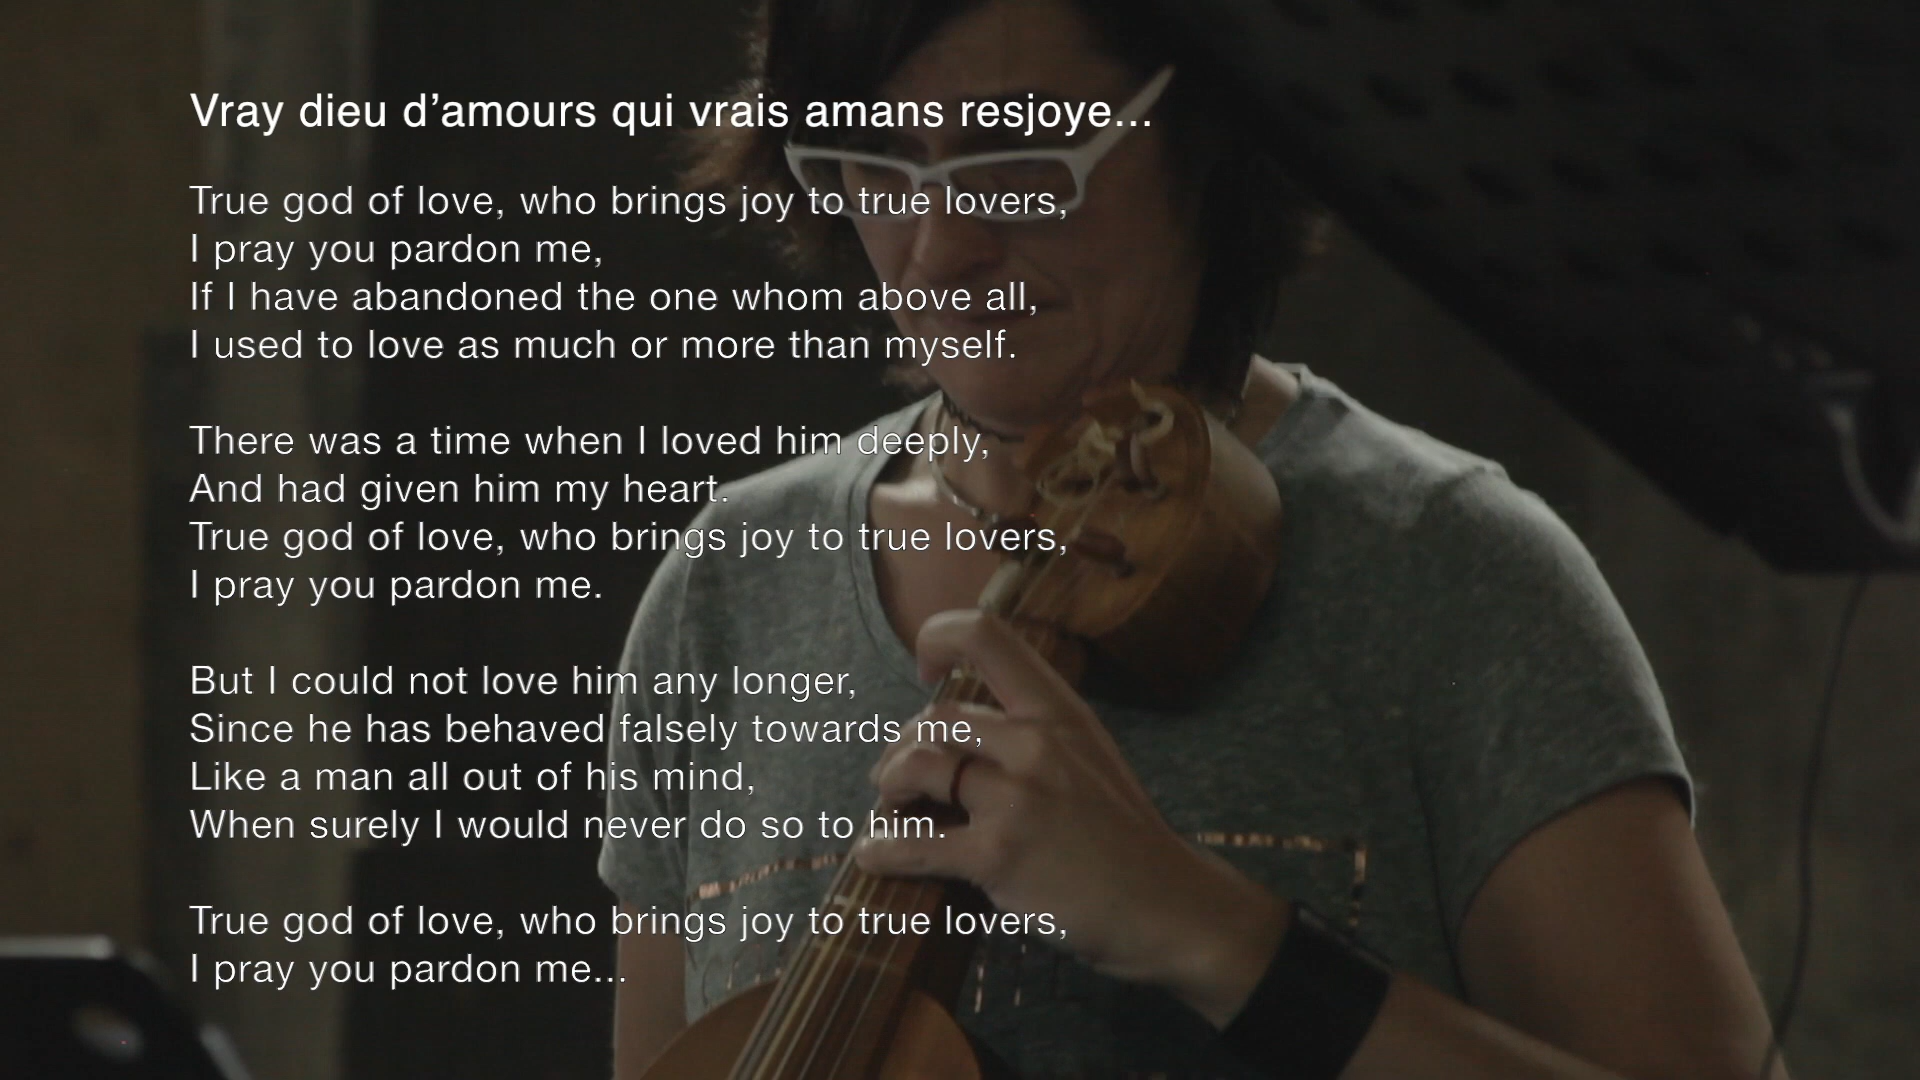 Vray dieu d’amours qui vrais amans resjoye...
True god of love, who brings joy to true lovers,
I pray you pardon me,
If I have abandoned the one whom above all,
I used to love as much or more than myself.
There was a time when I loved him deeply,
And had given him my heart.
True god of love, who brings joy to true lovers,
I pray you pardon me.
But I could not love him any longer,
Since he has behaved falsely towards me,
Like a man all out of his mind,
When surely I would never do so to him.
True god of love, who brings joy to true lovers,
I pray you pardon me...